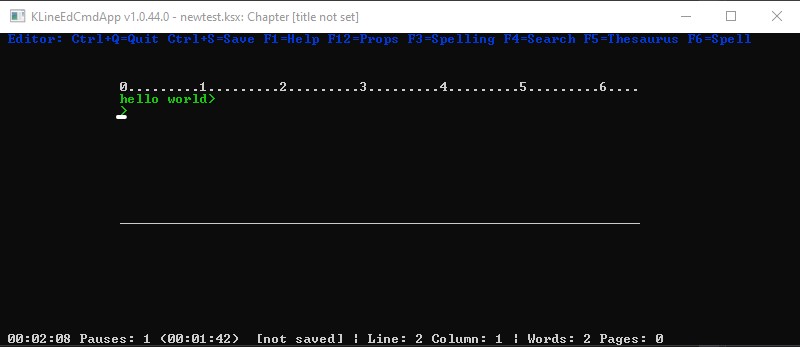 KLineEdCmdApp v1.0.44.0 - newtest.ksx: Chapter [title not set]
Editor: Ctrl+Q=Quit Ctrl+S=Save F1=Help F12=Props F3=Spelling F4=Search F5=Thesaurus F6=Spell
0.........1.........2.........3.........4.........5.........6....
hello world>
>
00:02:08 Pauses: 1 (00:01:42)  [not saved] ¦ Line: 2 Column: 1 ¦ Words: 2 Pages: 0